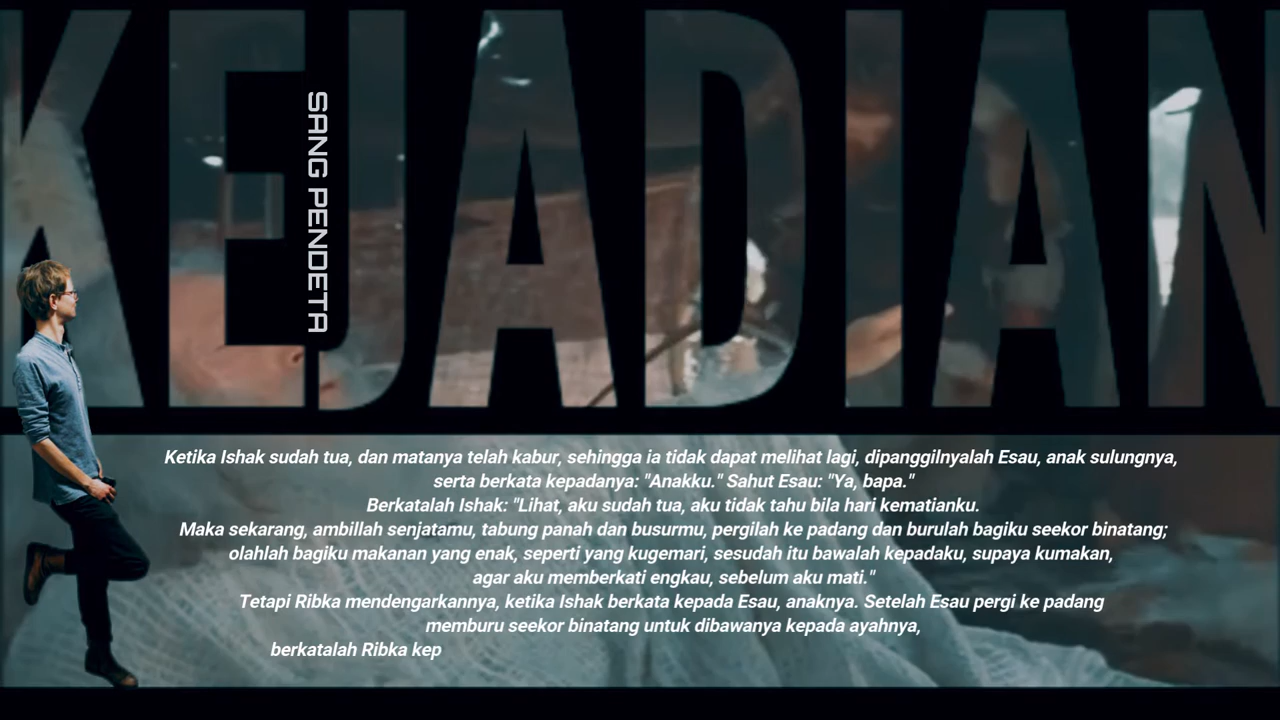 KEJADIAN
SANG PENDETA
Ketika Ishak sudah tua, dan matanya telah kabur, sehingga ia tidak dapat melihat lagi, dipanggilnyalah Esau, anak sulungnya,
serta berkata kepadanya: "Anakku." Sahut Esau: "Ya, bapa."
Berkatalah Ishak: "Lihat, aku sudah tua, aku tidak tahu bila hari kematianku.
Maka sekarang, ambillah senjatamu, tabung panah dan busurmu, pergilah ke padang dan burulah bagiku seekor binatang;
olahlah bagiku makanan yang enak, seperti yang kugemari, sesudah itu bawalah kepadaku, supaya kumakan,
agar aku memberkati engkau, sebelum aku mati."
Tetapi Ribka mendengarkannya, ketika Ishak berkata kepada Esau, anaknya. Setelah Esau pergi ke padang
memburu seekor binatang untuk dibawanya kepada ayahnya,
berkatalah Ribka kep